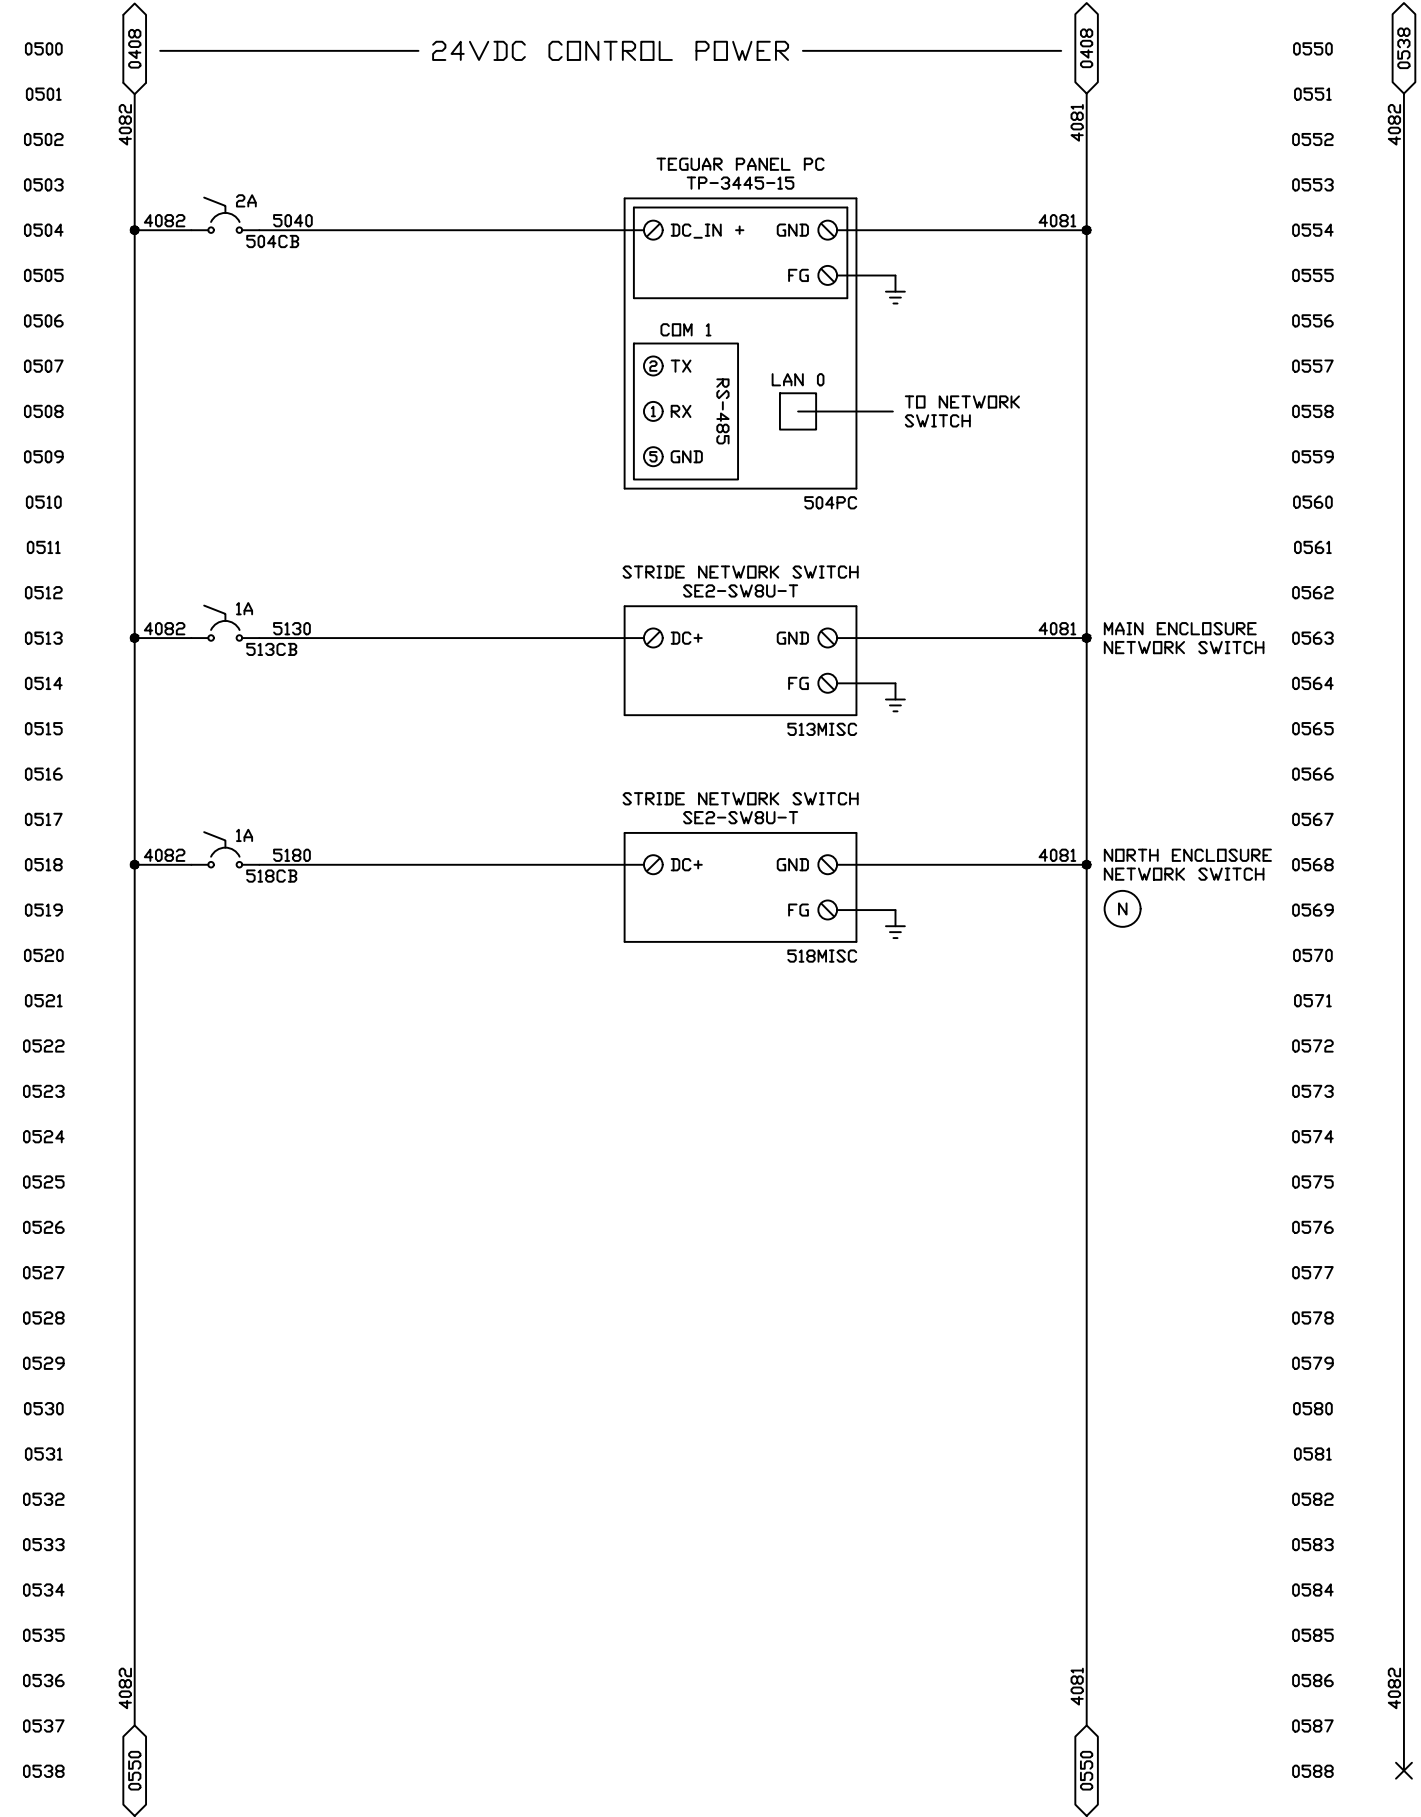 0408
0500
24VDC CONTROL POWER
0408
0550
0538
0501
4082
4081
0551
4082
0502
0552
TEGUAR PANEL PC
TP-3445-15
0503
0553
2A
0504
4082
5040
504CB
DC_IN +
GND
4081
0554
0505
FG
0555
0506
COM 1
0556
0507
2 TX
RS-485
LAN 0
0557
0508
1 RX
TO NETWORK
SWITCH
0558
0509
5 GND
0559
0510
504PC
0560
0511
0561
STRIDE NETWORK SWITCH
SE2-SW8U-T
0512
0562
1A
0513
4082
5130
513CB
DC+
GND
4081
MAIN ENCLOSURE
NETWORK SWITCH
0563
0514
FG
0564
0515
513MISC
0565
0516
0566
STRIDE NETWORK SWITCH
SE2-SW8U-T
0517
0567
1A
0518
4082
5180
518CB
DC+
GND
4081
NORTH ENCLOSURE
NETWORK SWITCH
0568
0519
FG
N
0569
0520
518MISC
0570
0521
0571
0522
0572
0523
0573
0524
0574
0525
0575
0526
0576
0527
0577
0528
0578
0529
0579
0530
0580
0531
0581
0532
0582
0533
0583
0534
0584
0535
0585
0536
4082
4081
0586
4082
0537
0587
0538
0550
0550
0588